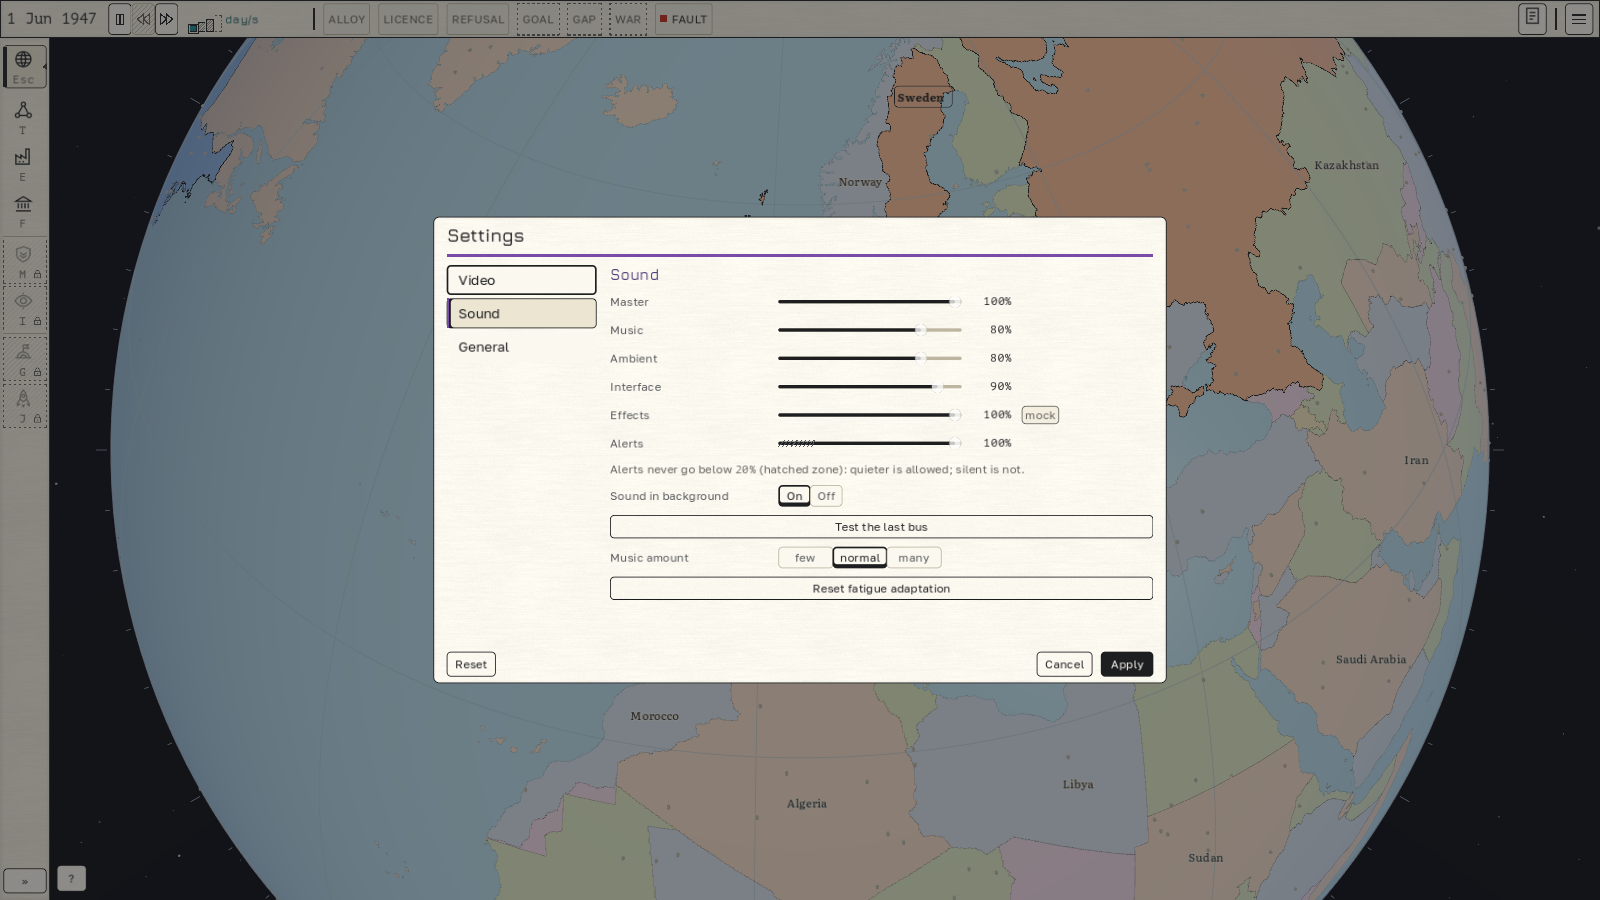 1 Jun 1947 day/s ALLOY LICENCE REFUSAL GOAL GAP WAR FAULT
Esc
T
E
F
M
I
G
J
»
?
Sweden
Norway
Kazakhstan
Iran
Saudi Arabia
Morocco
Algeria
Libya
Sudan
Settings
Video
Sound
General
Sound
Master 100%
Music 80%
Ambient 80%
Interface 90%
Effects 100% mock
Alerts 100%
Alerts never go below 20% (hatched zone): quieter is allowed; silent is not.
Sound in background On Off
Test the last bus
Music amount few normal many
Reset fatigue adaptation
Reset Cancel Apply